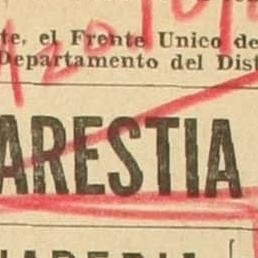 te, el Frente Unico de
Departamento del Dist
ARESTIA